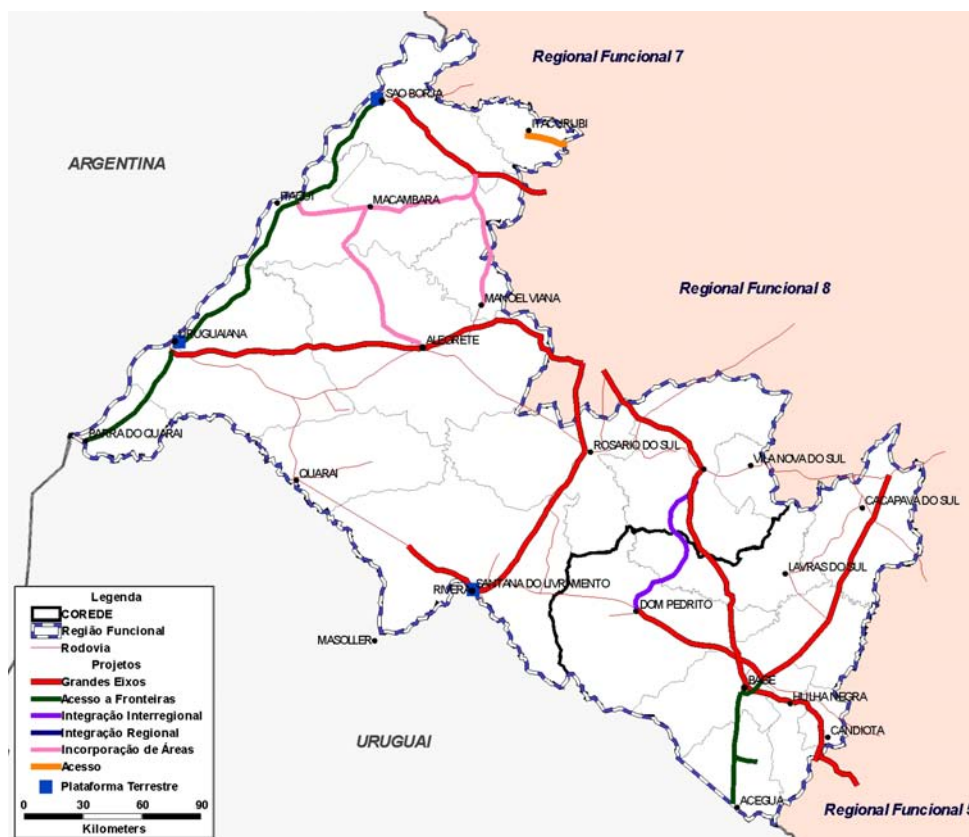 Regional Funcional 7
SAO BORJA
ITACURUBI
ARGENTINA
ITAQUI
MACAMBARA
Regional Funcional 8
MANOEL VIANA
URUGUAIANA
ALEGRETE
BARRA DO QUARAI
ROSARIO DO SUL
VILA NOVA DO SUL
QUARAI
CACAPAVA DO SUL
LAVRAS DO SUL
RIVERA
SANTANA DO LIVRAMENTO
DOM PEDRITO
MASOLLER
BAGE
HULHA NEGRA
CANDIOTA
URUGUAI
ACEGUA
Regional Funcional 5
Legenda
COREDE
Região Funcional
Rodovia
Projetos
Grandes Eixos
Acesso a Fronteiras
Integração Interregional
Integração Regional
Incorporação de Áreas
Acesso
Plataforma Terrestre
0 30 60 90
Kilometers